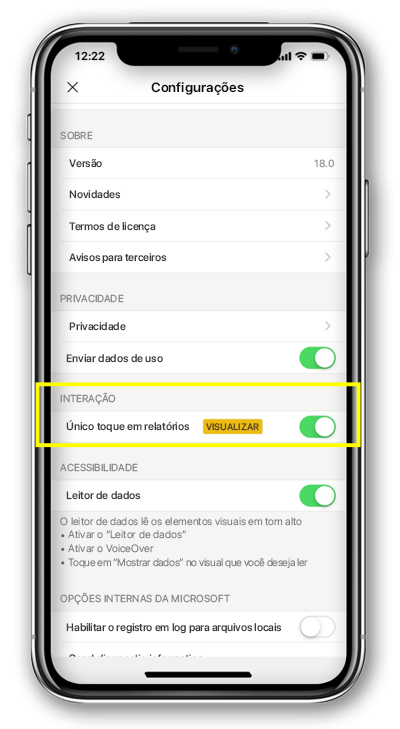 12:22
Configurações
SOBRE
Versão 18.0
Novidades
Termos de licença
Avisos para terceiros
PRIVACIDADE
Privacidade
Enviar dados de uso
INTERAÇÃO
Único toque em relatórios VISUALIZAR
ACESSIBILIDADE
Leitor de dados
O leitor de dados lê os elementos visuais em tom alto
• Ativar o "Leitor de dados"
• Ativar o VoiceOver
• Toque em "Mostrar dados" no visual que você deseja ler
OPÇÕES INTERNAS DA MICROSOFT
Habilitar o registro em log para arquivos locais